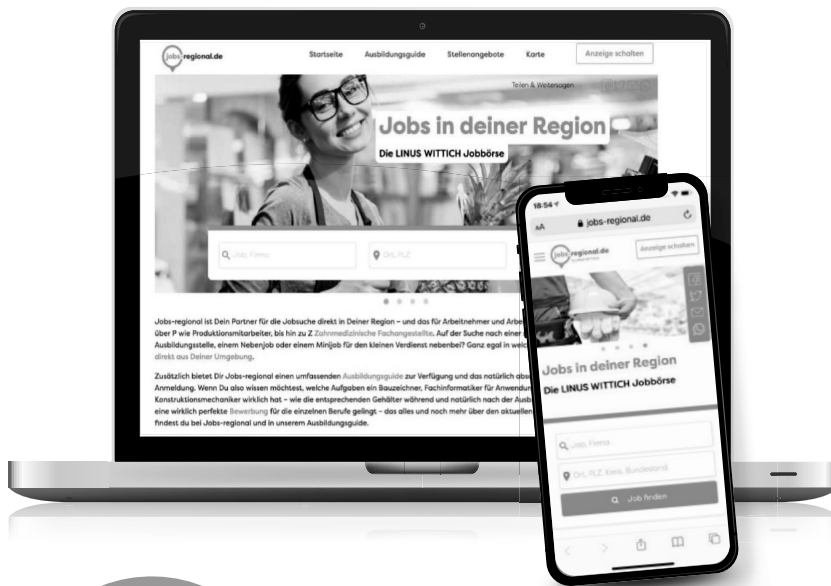 jobs-regional.de
Startseite Ausbildungsguide Stellenangebote Karte Anzeige schalten
Teilen & Weitersagen
Jobs in deiner Region
Die LINUS WITTICH Jobbörse
Job, Firma
Ort, PLZ
Jobs-regional ist Dein Partner für die Jobsuche direkt in Deiner Region – und das für Arbeitnehmer und Arbe
über P wie Produktionsmitarbeiter, bis hin zu Z Zahnmedizinische Fachangestellte. Auf der Suche nach einer
Ausbildungsstelle, einem Nebenjob oder einem Minijob für den kleinen Verdienst nebenbei? Ganz egal in welc
direkt aus Deiner Umgebung.
Zusätzlich bietet Dir Jobs-regional einen umfassenden Ausbildungsguide zur Verfügung und das natürlich abs
Anmeldung. Wenn Du also wissen möchtest, welche Aufgaben ein Bauzeichner, Fachinformatiker für Anwendun
Konstruktionsmechaniker wirklich hat – wie die entsprechenden Gehälter während und natürlich nach der Ausb
eine wirklich perfekte Bewerbung für die einzelnen Berufe gelingt – das alles und noch mehr über den aktuellen
findest du bei Jobs-regional und in unserem Ausbildungsguide.
18:54
AA jobs-regional.de
jobs-regional.de Anzeige schalten
Jobs in deiner Region
Die LINUS WITTICH Jobbörse
Job, Firma
Ort, PLZ, Kreis, Bundesland
Job finden